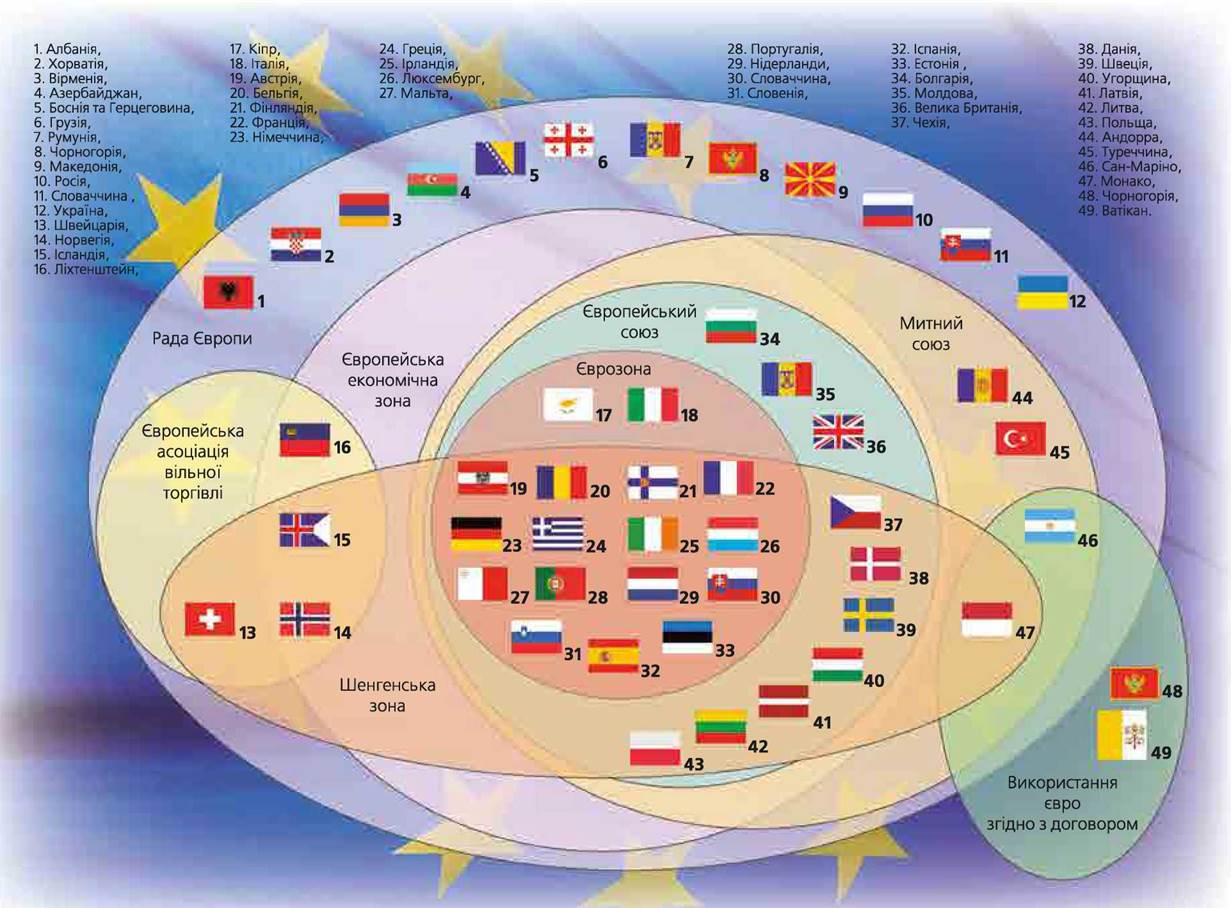 1. Албанія,
2. Хорватія,
3. Вірменія,
4. Азербайджан,
5. Боснія та Герцеговина,
6. Грузія,
7. Румунія,
8. Чорногорія,
9. Македонія,
10. Росія,
11. Словаччина ,
12. Україна,
13. Швейцарія,
14. Норвегія,
15. Ісландія,
16. Ліхтенштейн,
17. Кіпр,
18. Італія,
19. Австрія,
20. Бельгія,
21. Фінляндія,
22. Франція,
23. Німеччина,
24. Греція,
25. Ірландія,
26. Люксембург,
27. Мальта,
28. Португалія,
29. Нідерланди,
30. Словаччина,
31. Словенія,
32. Іспанія,
33. Естонія ,
34. Болгарія,
35. Молдова,
36. Велика Британія,
37. Чехія,
38. Данія,
39. Швеція,
40. Угорщина,
41. Латвія,
42. Литва,
43. Польща,
44. Андорра,
45. Туреччина,
46. Сан-Маріно,
47. Монако,
48. Чорногорія,
49. Ватікан.
6
7
5
8
4
9
3
10
2
11
1
12
Рада Європи
Європейський
союз
34
Митний
союз
Європейська
економічна
зона
Єврозона
35
44
17
18
36
45
Європейська
асоціація
вільної
торгівлі
16
19
20
21
22
37
15
23
24
25
26
46
38
27
28
29
30
13
14
39
47
31
32
33
40
Шенгенська
зона
48
41
42
43
49
Використання
євро
згідно з договором